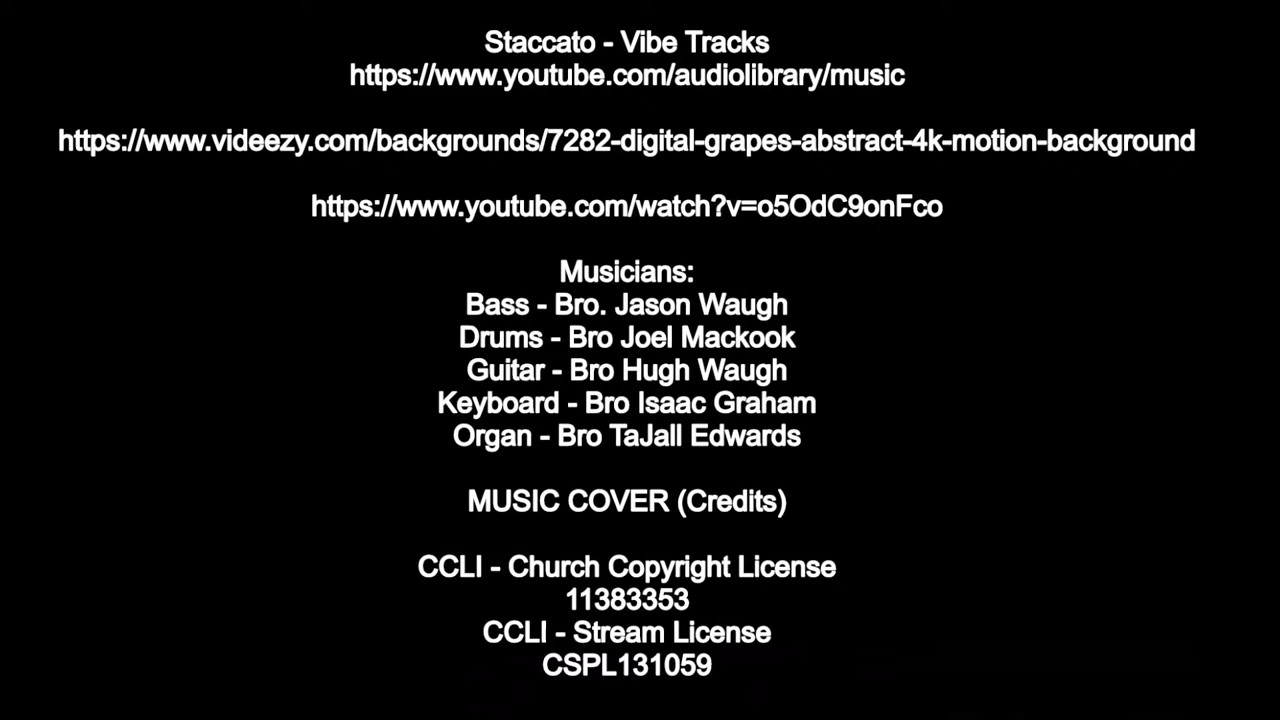 Staccato - Vibe Tracks
https://www.youtube.com/audiolibrary/music
https://www.videezy.com/backgrounds/7282-digital-grapes-abstract-4k-motion-background
https://www.youtube.com/watch?v=o5OdC9onFco
Musicians:
Bass - Bro. Jason Waugh
Drums - Bro Joel Mackook
Guitar - Bro Hugh Waugh
Keyboard - Bro Isaac Graham
Organ - Bro TaJall Edwards
MUSIC COVER (Credits)
CCLI - Church Copyright License
11383353
CCLI - Stream License
CSPL131059